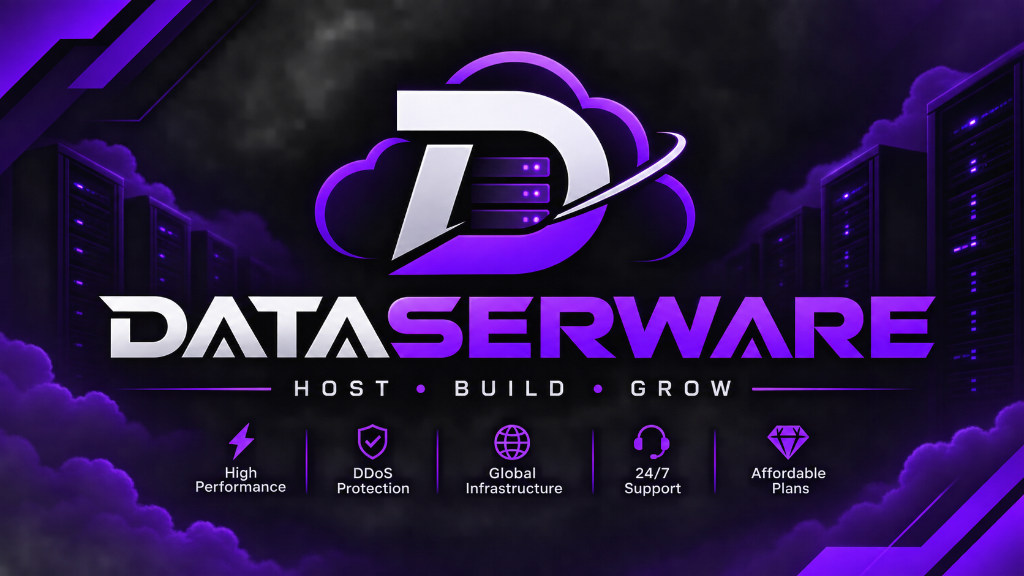 D
DATASERWARE
HOST • BUILD • GROW
High
Performance
DDoS
Protection
Global
Infrastructure
24/7
Support
Affordable
Plans